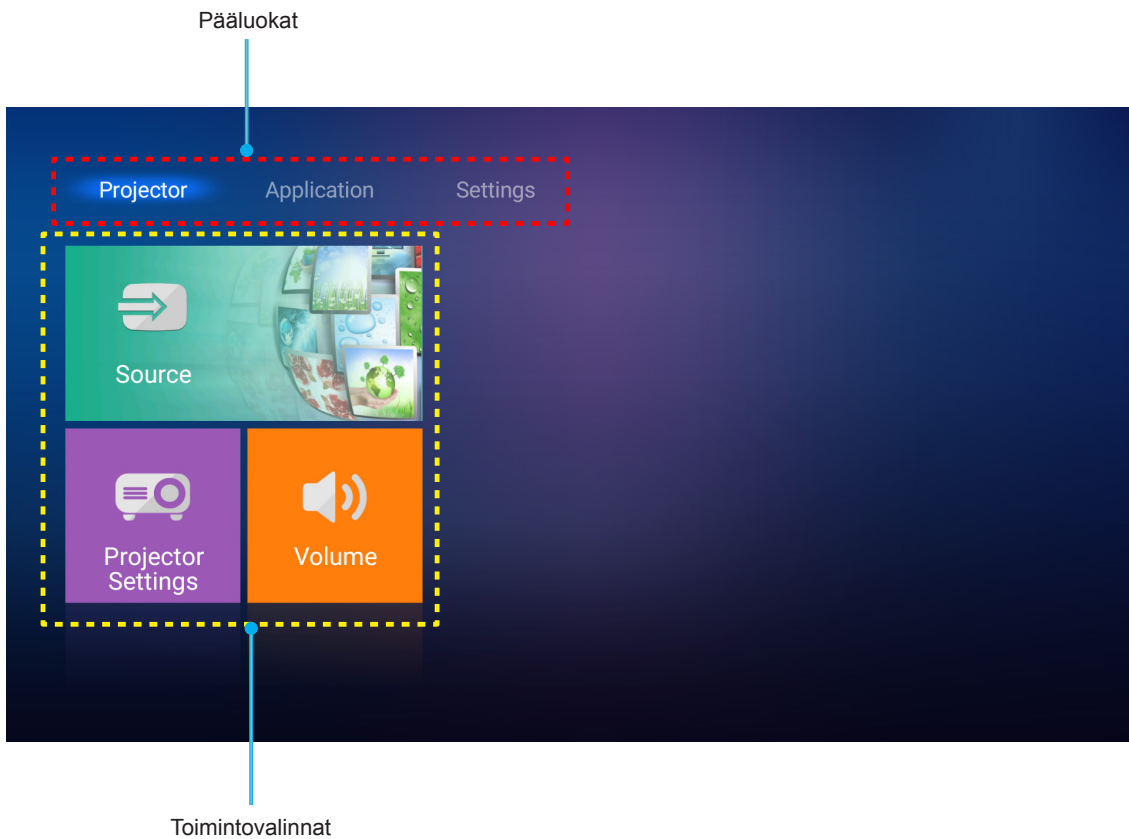 Pääluokat
Projector Application Settings
Source
Projector Settings
Volume
Toimintovalinnat